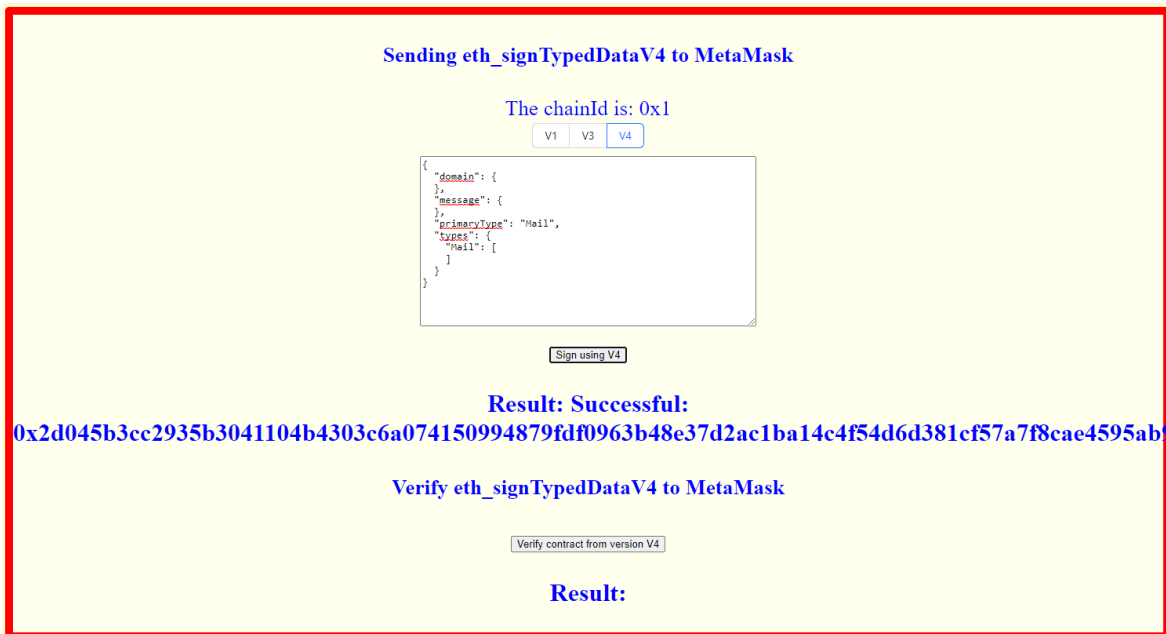 Sending eth_signTypedDataV4 to MetaMask
The chainId is: 0x1
V1 V3 V4
{
  "domain": {
  },
  "message": {
  },
  "primaryType": "Mail",
  "types": {
    "Mail": [
    ]
  }
}
Sign using V4
Result: Successful:
0x2d045b3cc2935b3041104b4303c6a074150994879fdf0963b48e37d2ac1ba14c4f54d6d381cf57a7f8cae4595ab9
Verify eth_signTypedDataV4 to MetaMask
Verify contract from version V4
Result: